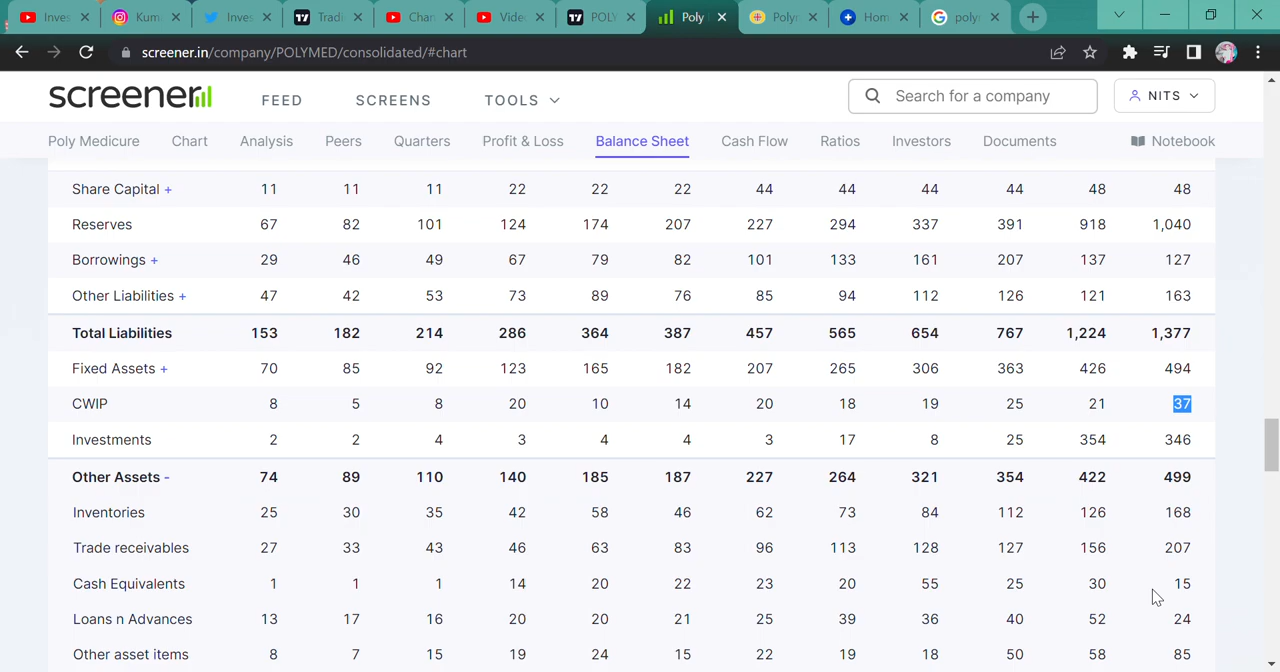 Inves Kum Inves Tradi Chan Vide POLY Poly Polyn Hom polyn
screener.in/company/POLYMED/consolidated/#chart
screener FEED SCREENS TOOLS Search for a company NITS
Poly Medicure Chart Analysis Peers Quarters Profit & Loss Balance Sheet Cash Flow Ratios Investors Documents Notebook
Share Capital + 11 11 11 22 22 22 44 44 44 44 48 48
Reserves 67 82 101 124 174 207 227 294 337 391 918 1,040
Borrowings + 29 46 49 67 79 82 101 133 161 207 137 127
Other Liabilities + 47 42 53 73 89 76 85 94 112 126 121 163
Total Liabilities 153 182 214 286 364 387 457 565 654 767 1,224 1,377
Fixed Assets + 70 85 92 123 165 182 207 265 306 363 426 494
CWIP 8 5 8 20 10 14 20 18 19 25 21 37
Investments 2 2 4 3 4 4 3 17 8 25 354 346
Other Assets - 74 89 110 140 185 187 227 264 321 354 422 499
Inventories 25 30 35 42 58 46 62 73 84 112 126 168
Trade receivables 27 33 43 46 63 83 96 113 128 127 156 207
Cash Equivalents 1 1 1 14 20 22 23 20 55 25 30 15
Loans n Advances 13 17 16 20 20 21 25 39 36 40 52 24
Other asset items 8 7 15 19 24 15 22 19 18 50 58 85